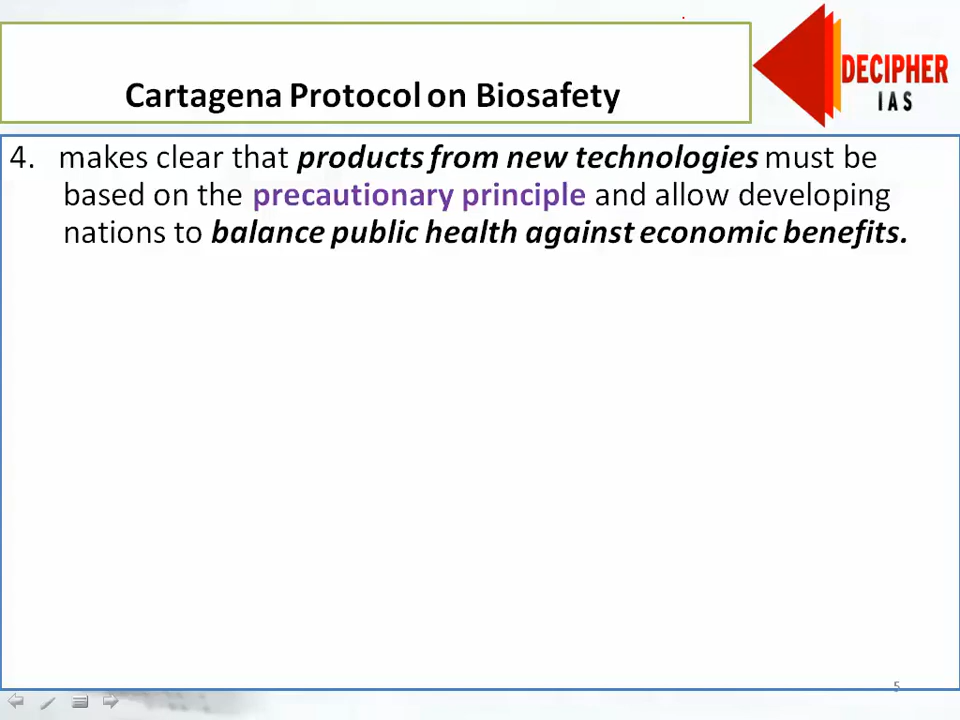 Cartagena Protocol on Biosafety
DECIPHER
IAS
4. makes clear that products from new technologies must be
based on the precautionary principle and allow developing
nations to balance public health against economic benefits.
5